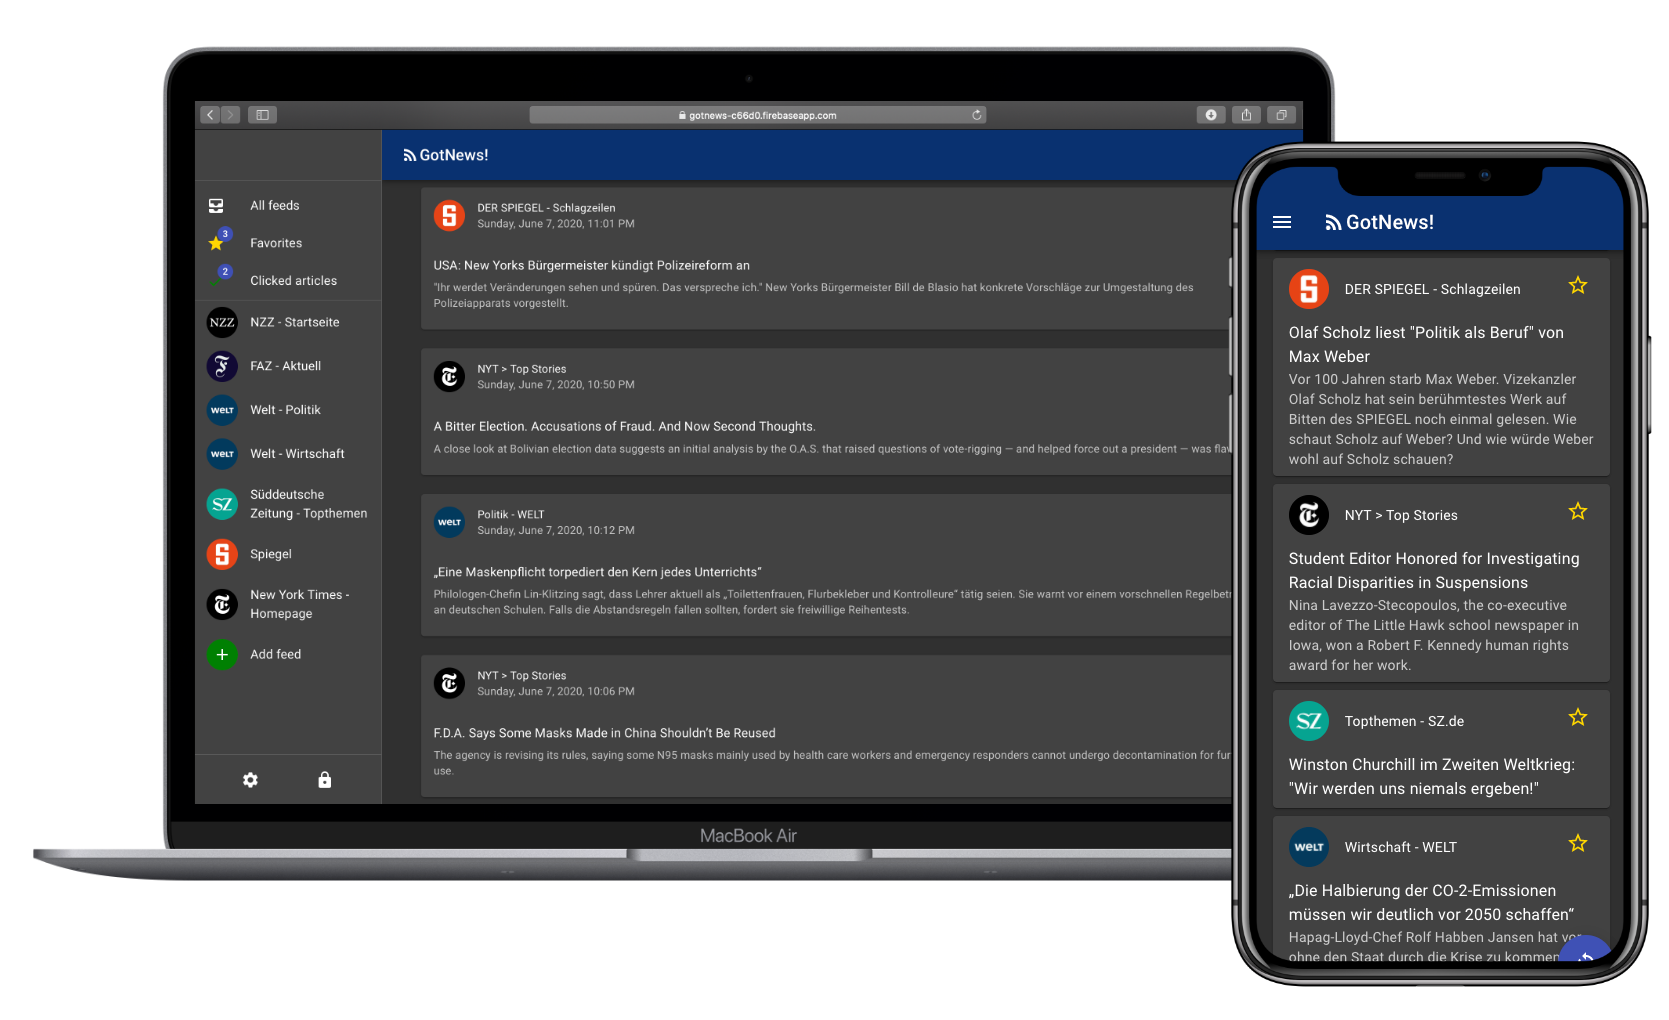 gotnews-c66d0.firebaseapp.com
GotNews!
All feeds
3
Favorites
2
Clicked articles
NZZ
NZZ - Startseite
FAZ - Aktuell
WELT
Welt - Politik
WELT
Welt - Wirtschaft
SZ
Süddeutsche
Zeitung - Topthemen
S
Spiegel
New York Times -
Homepage
Add feed
S
DER SPIEGEL - Schlagzeilen
Sunday, June 7, 2020, 11:01 PM
USA: New Yorks Bürgermeister kündigt Polizeireform an
"Ihr werdet Veränderungen sehen und spüren. Das verspreche ich." New Yorks Bürgermeister Bill de Blasio hat konkrete Vorschläge zur Umgestaltung des
Polizeiapparats vorgestellt.
NYT > Top Stories
Sunday, June 7, 2020, 10:50 PM
A Bitter Election. Accusations of Fraud. And Now Second Thoughts.
A close look at Bolivian election data suggests an initial analysis by the O.A.S. that raised questions of vote-rigging — and helped force out a president — was
WELT
Politik - WELT
Sunday, June 7, 2020, 10:12 PM
„Eine Maskenpflicht torpediert den Kern jedes Unterrichts“
Philologen-Chefin Lin-Klitzing sagt, dass Lehrer aktuell als „Toilettenfrauen, Flurbekleber und Kontrolleure“ tätig seien. Sie warnt vor einem vorschnellen
an deutschen Schulen. Falls die Abstandsregeln fallen sollten, fordert sie freiwillige Reihentests.
NYT > Top Stories
Sunday, June 7, 2020, 10:06 PM
F.D.A. Says Some Masks Made in China Shouldn’t Be Reused
The agency is revising its rules, saying some N95 masks mainly used by health care workers and emergency responders cannot undergo decontamination for
use.
MacBook Air
GotNews!
S
DER SPIEGEL - Schlagzeilen
Olaf Scholz liest "Politik als Beruf" von
Max Weber
Vor 100 Jahren starb Max Weber. Vizekanzler
Olaf Scholz hat sein berühmtestes Werk auf
Bitten des SPIEGEL noch einmal gelesen. Wie
schaut Scholz auf Weber? Und wie würde Weber
wohl auf Scholz schauen?
NYT > Top Stories
Student Editor Honored for Investigating
Racial Disparities in Suspensions
Nina Lavezzo-Stecopoulos, the co-executive
editor of The Little Hawk school newspaper in
Iowa, won a Robert F. Kennedy human rights
award for her work.
SZ
Topthemen - SZ.de
Winston Churchill im Zweiten Weltkrieg:
"Wir werden uns niemals ergeben!"
WELT
Wirtschaft - WELT
„Die Halbierung der CO-2-Emissionen
müssen wir deutlich vor 2050 schaffen“
Hapag-Lloyd-Chef Rolf Habben Jansen hat
ohne den Staat durch die Krise zu kommen